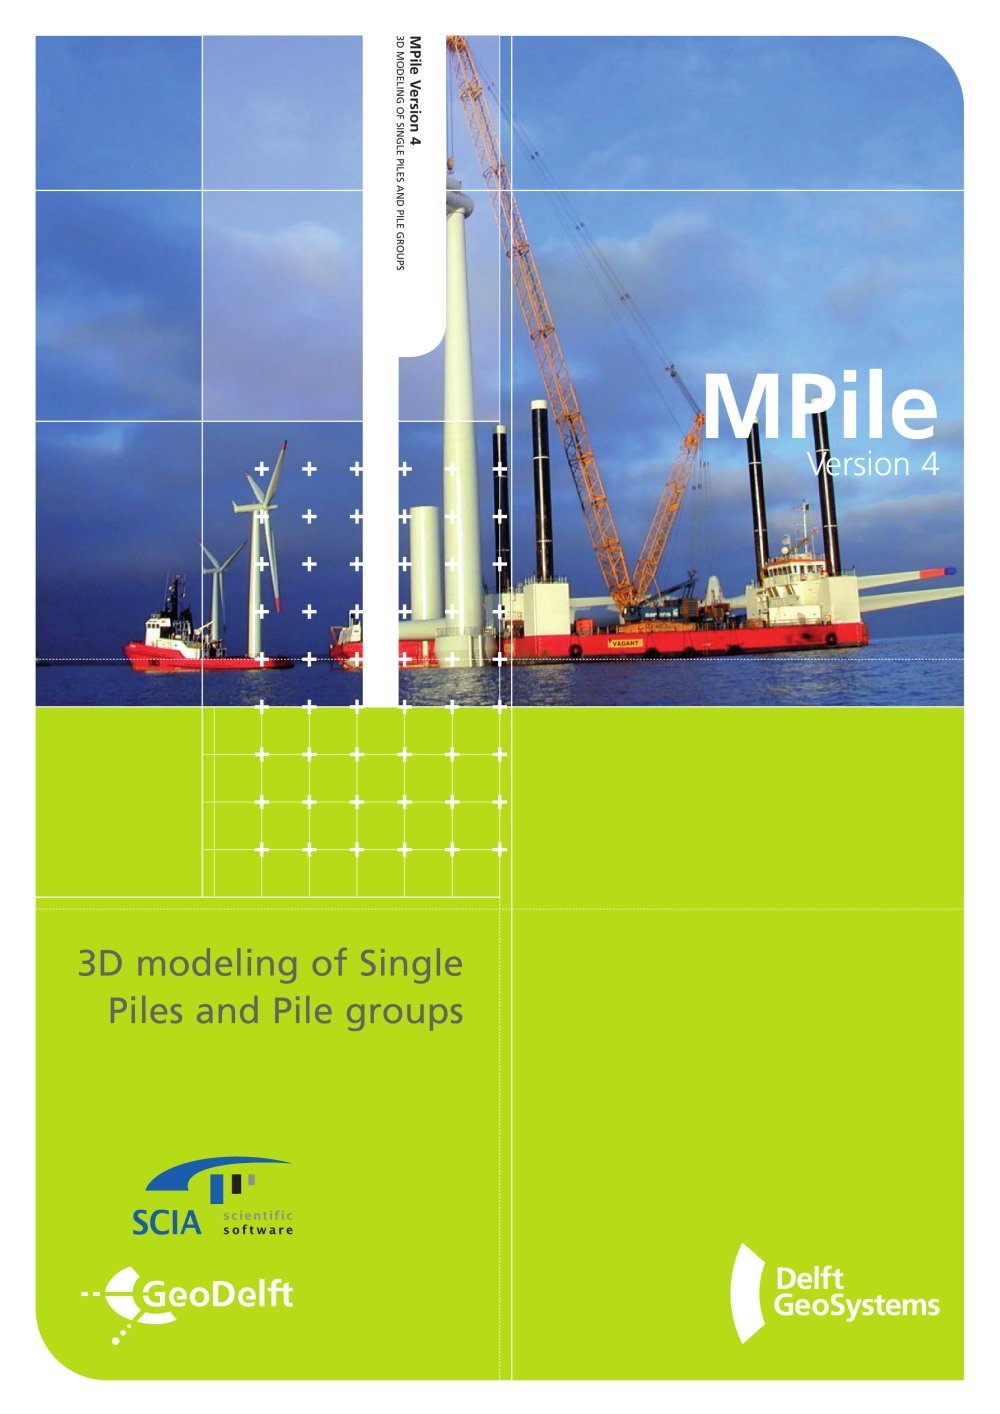 MPile Version 4
3D MODELING OF SINGLE PILES AND PILE GROUPS
MPile
Version 4
VAGANT
3D modeling of Single
Piles and Pile groups
SCIA
scientific
software
GeoDelft
Delft
GeoSystems